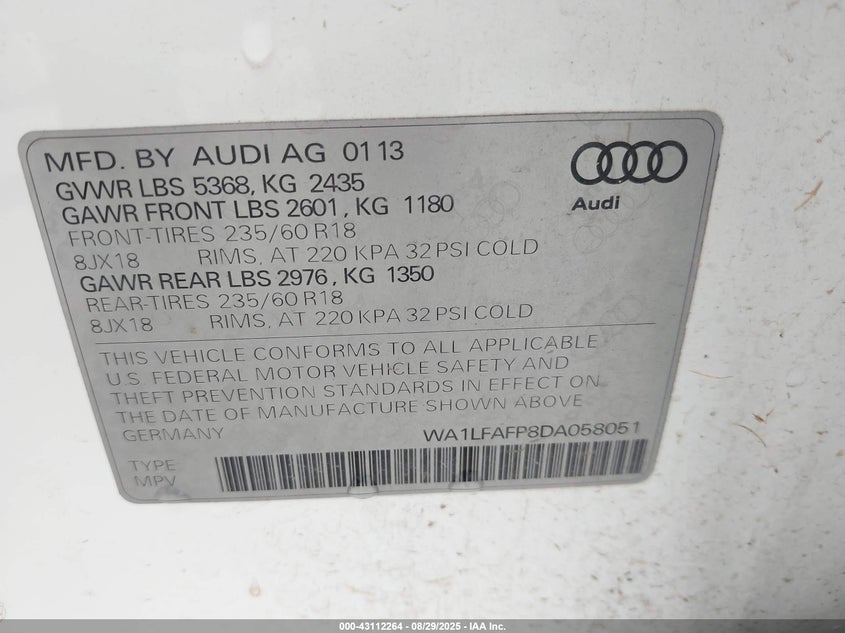 MFD. BY AUDI AG 01 13
GVWR LBS 5368, KG 2435
GAWR FRONT LBS 2601, KG 1180
FRONT-TIRES 235/60 R18
8JX18 RIMS, AT 220 KPA 32 PSI COLD
GAWR REAR LBS 2976, KG 1350
REAR-TIRES 235/60 R18
8JX18 RIMS, AT 220 KPA 32 PSI COLD
Audi
THIS VEHICLE CONFORMS TO ALL APPLICABLE
U.S. FEDERAL MOTOR VEHICLE SAFETY AND
THEFT PREVENTION STANDARDS IN EFFECT ON
THE DATE OF MANUFACTURE SHOWN ABOVE
GERMANY WA1LFAFP8DA058051
TYPE
MPV
000-43112264 - 08/29/2025 - IAA Inc.